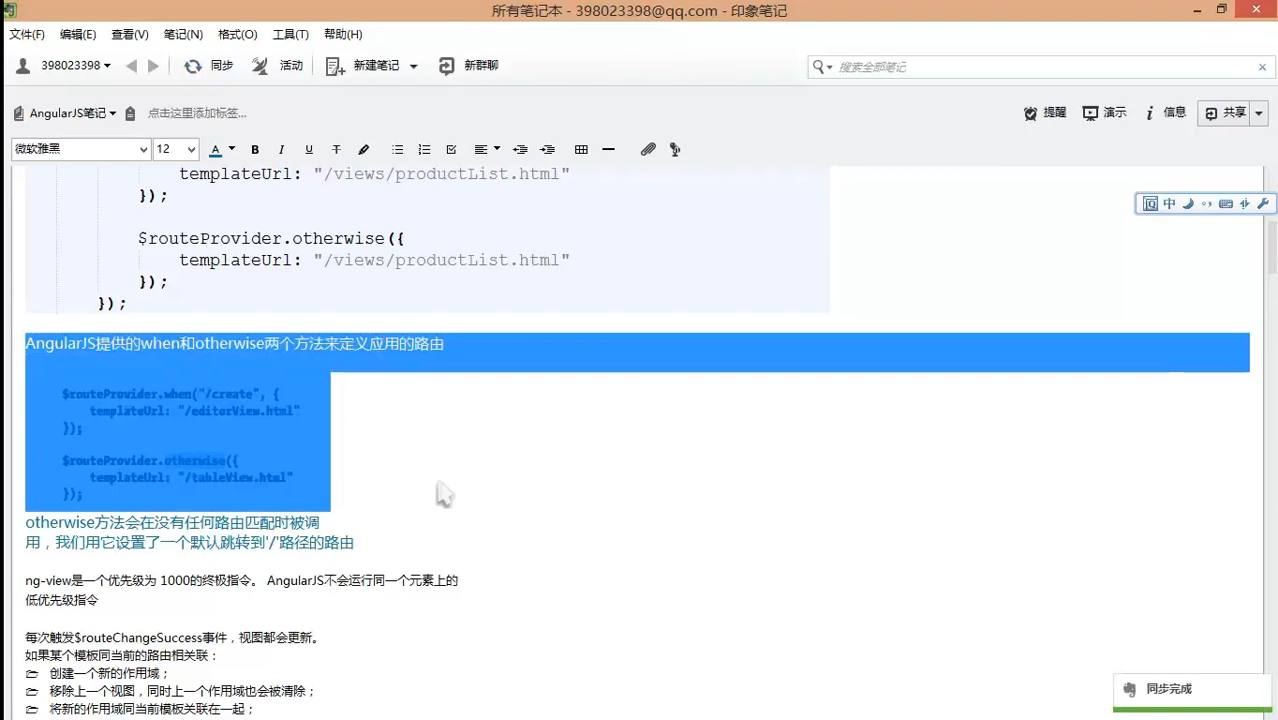 所有笔记本 - 398023398@qq.com - 印象笔记
文件(F) 编辑(E) 查看(V) 笔记(N) 格式(O) 工具(T) 帮助(H)
398023398 同步 活动 新建笔记 新群聊 搜索全部笔记
AngularJS笔记 点击这里添加标签... 提醒 演示 信息 共享
微软雅黑 12 A B I U T
中
templateUrl: "/views/productList.html"
});
$routeProvider.otherwise({
templateUrl: "/views/productList.html"
});
});
AngularJS提供的when和otherwise两个方法来定义应用的路由
$routeProvider.when("/create", {
templateUrl: "/editorView.html"
});
$routeProvider.otherwise({
templateUrl: "/tableView.html"
});
otherwise方法会在没有任何路由匹配时被调
用，我们用它设置了一个默认跳转到'/'路径的路由
ng-view是一个优先级为 1000的终极指令。 AngularJS不会运行同一个元素上的
低优先级指令
每次触发$routeChangeSuccess事件，视图都会更新。
如果某个模板同当前的路由相关联：
创建一个新的作用域；
移除上一个视图，同时上一个作用域也会被清除；
将新的作用域同当前模板关联在一起；
同步完成